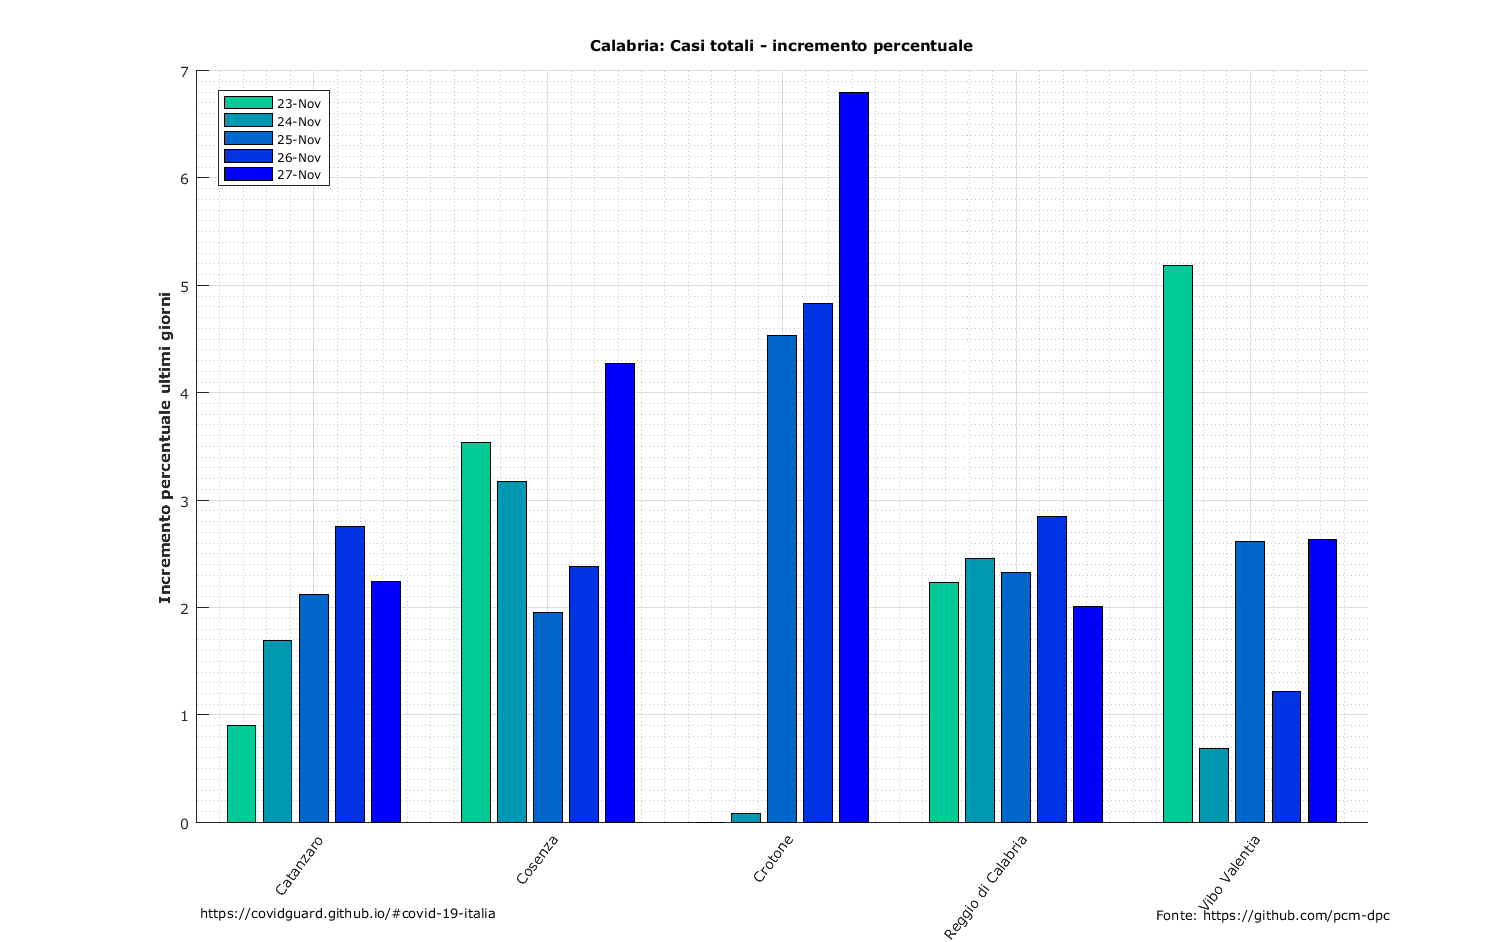 Calabria: Casi totali - incremento percentuale
Incremento percentuale ultimi giorni
7
6
5
4
3
2
1
0
23-Nov
24-Nov
25-Nov
26-Nov
27-Nov
Catanzaro
Cosenza
Crotone
Reggio di Calabria
Vibo Valentia
https://covidguard.github.io/#covid-19-italia
Fonte: https://github.com/pcm-dpc